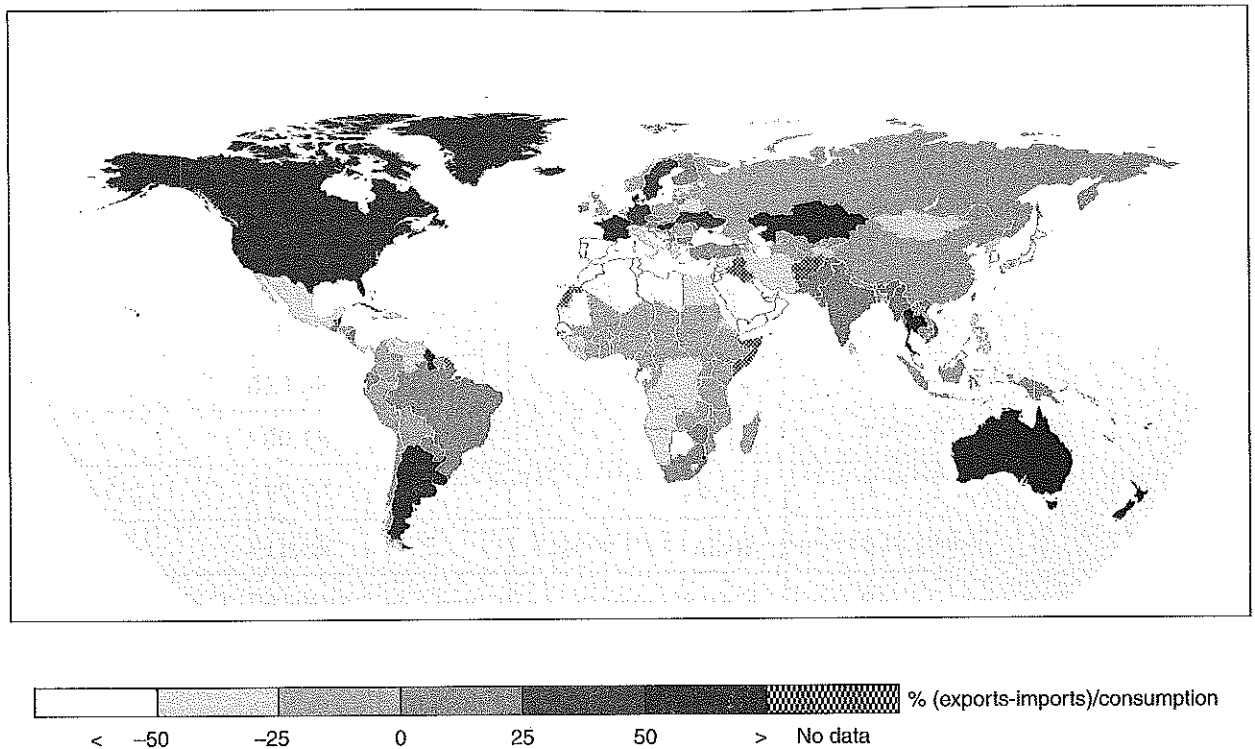 % (exports-imports)/consumption
< −50 −25 0 25 50 > No data